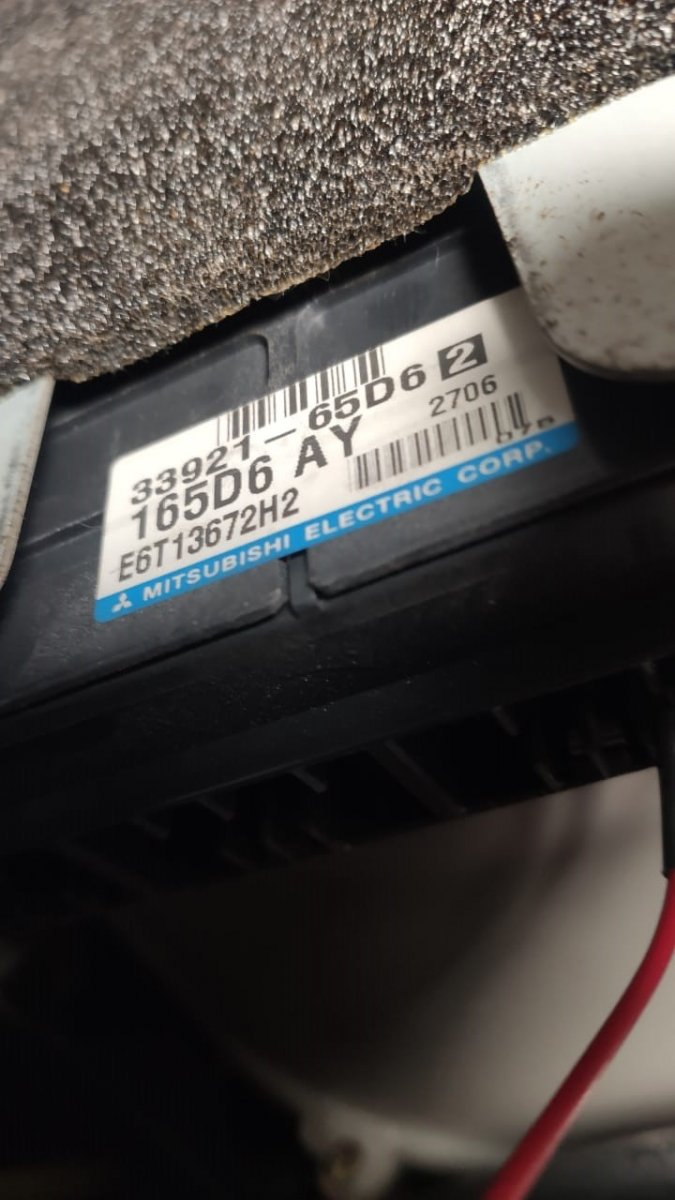 33921-65D6 2
165D6 AY 2706
E6T13672H2
MITSUBISHI ELECTRIC CORP.